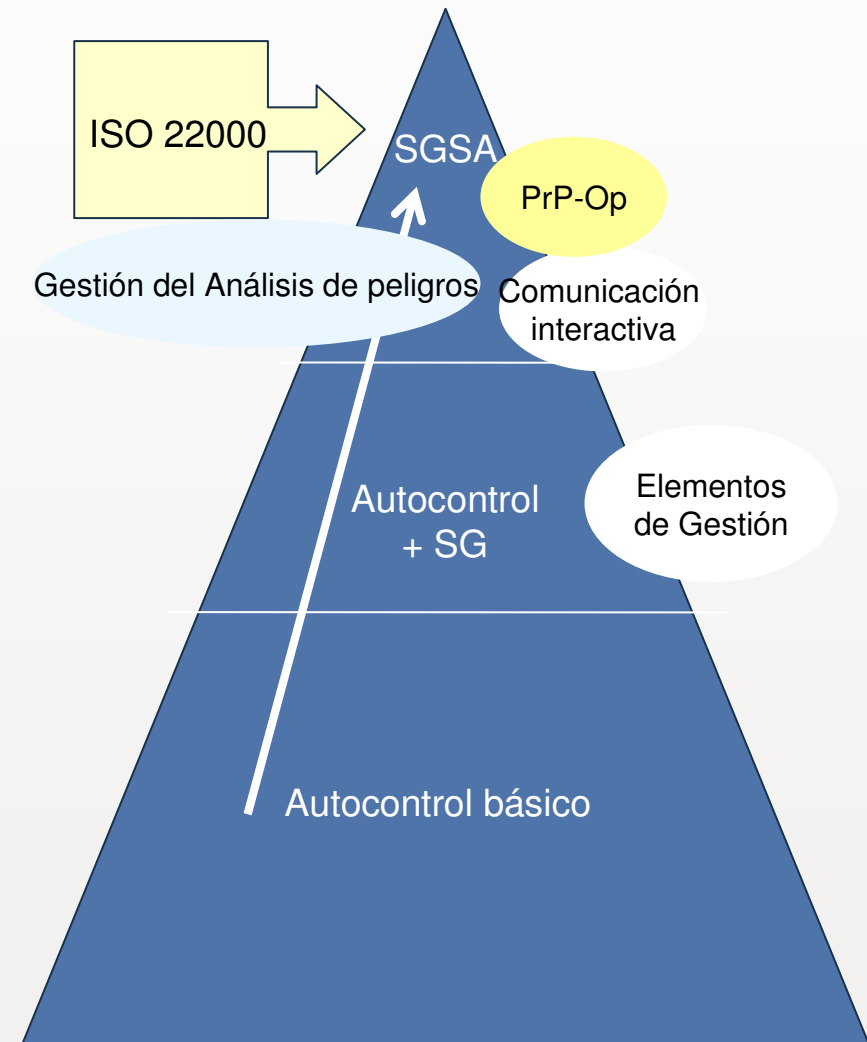 ISO 22000
SGSA
PrP-Op
Gestión del Análisis de peligros
Comunicación
interactiva
Autocontrol
+ SG
Elementos
de Gestión
Autocontrol básico